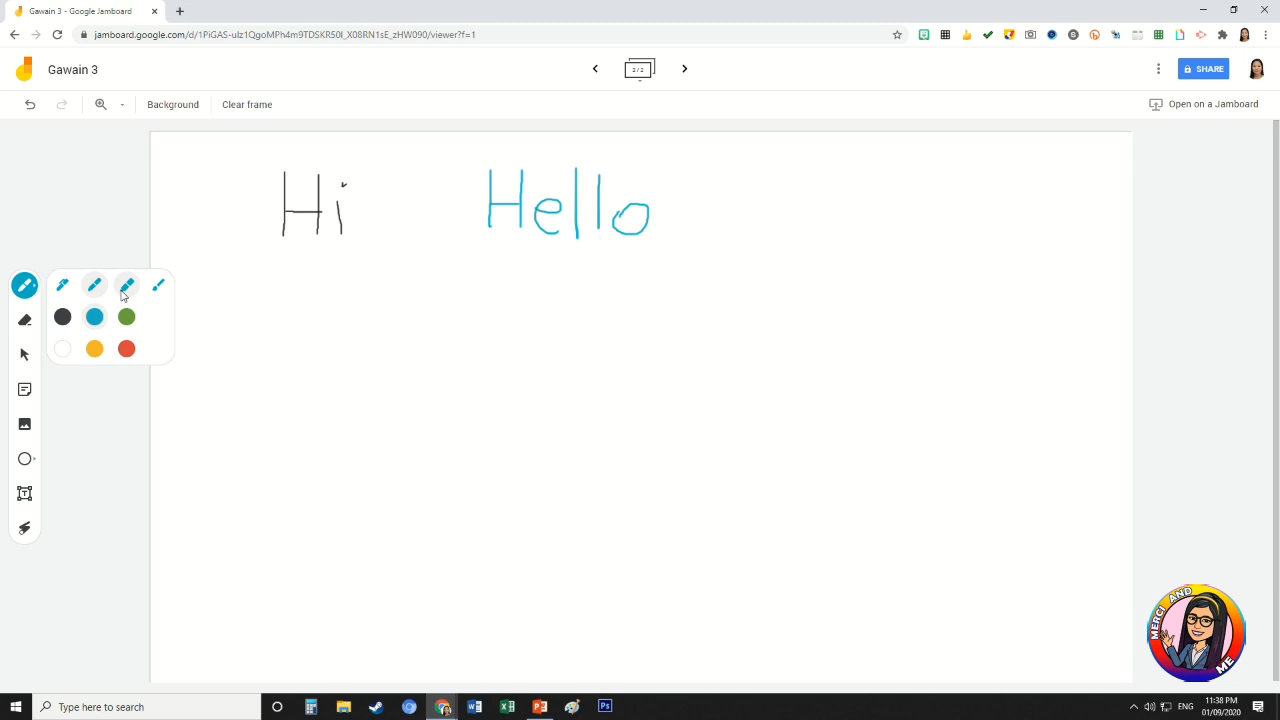 Gawain 3 - Google Jamboard
jamboard.google.com/d/1PiGAS-ulz1QgoMPh4m9TDSKR50I_X08RN1sE_zHW090/viewer?f=1
Gawain 3
2 / 2
SHARE
Background
Clear frame
Open on a Jamboard
Hi Hello
MERCI AND ME
Type here to search
ENG
11:38 PM
01/09/2020